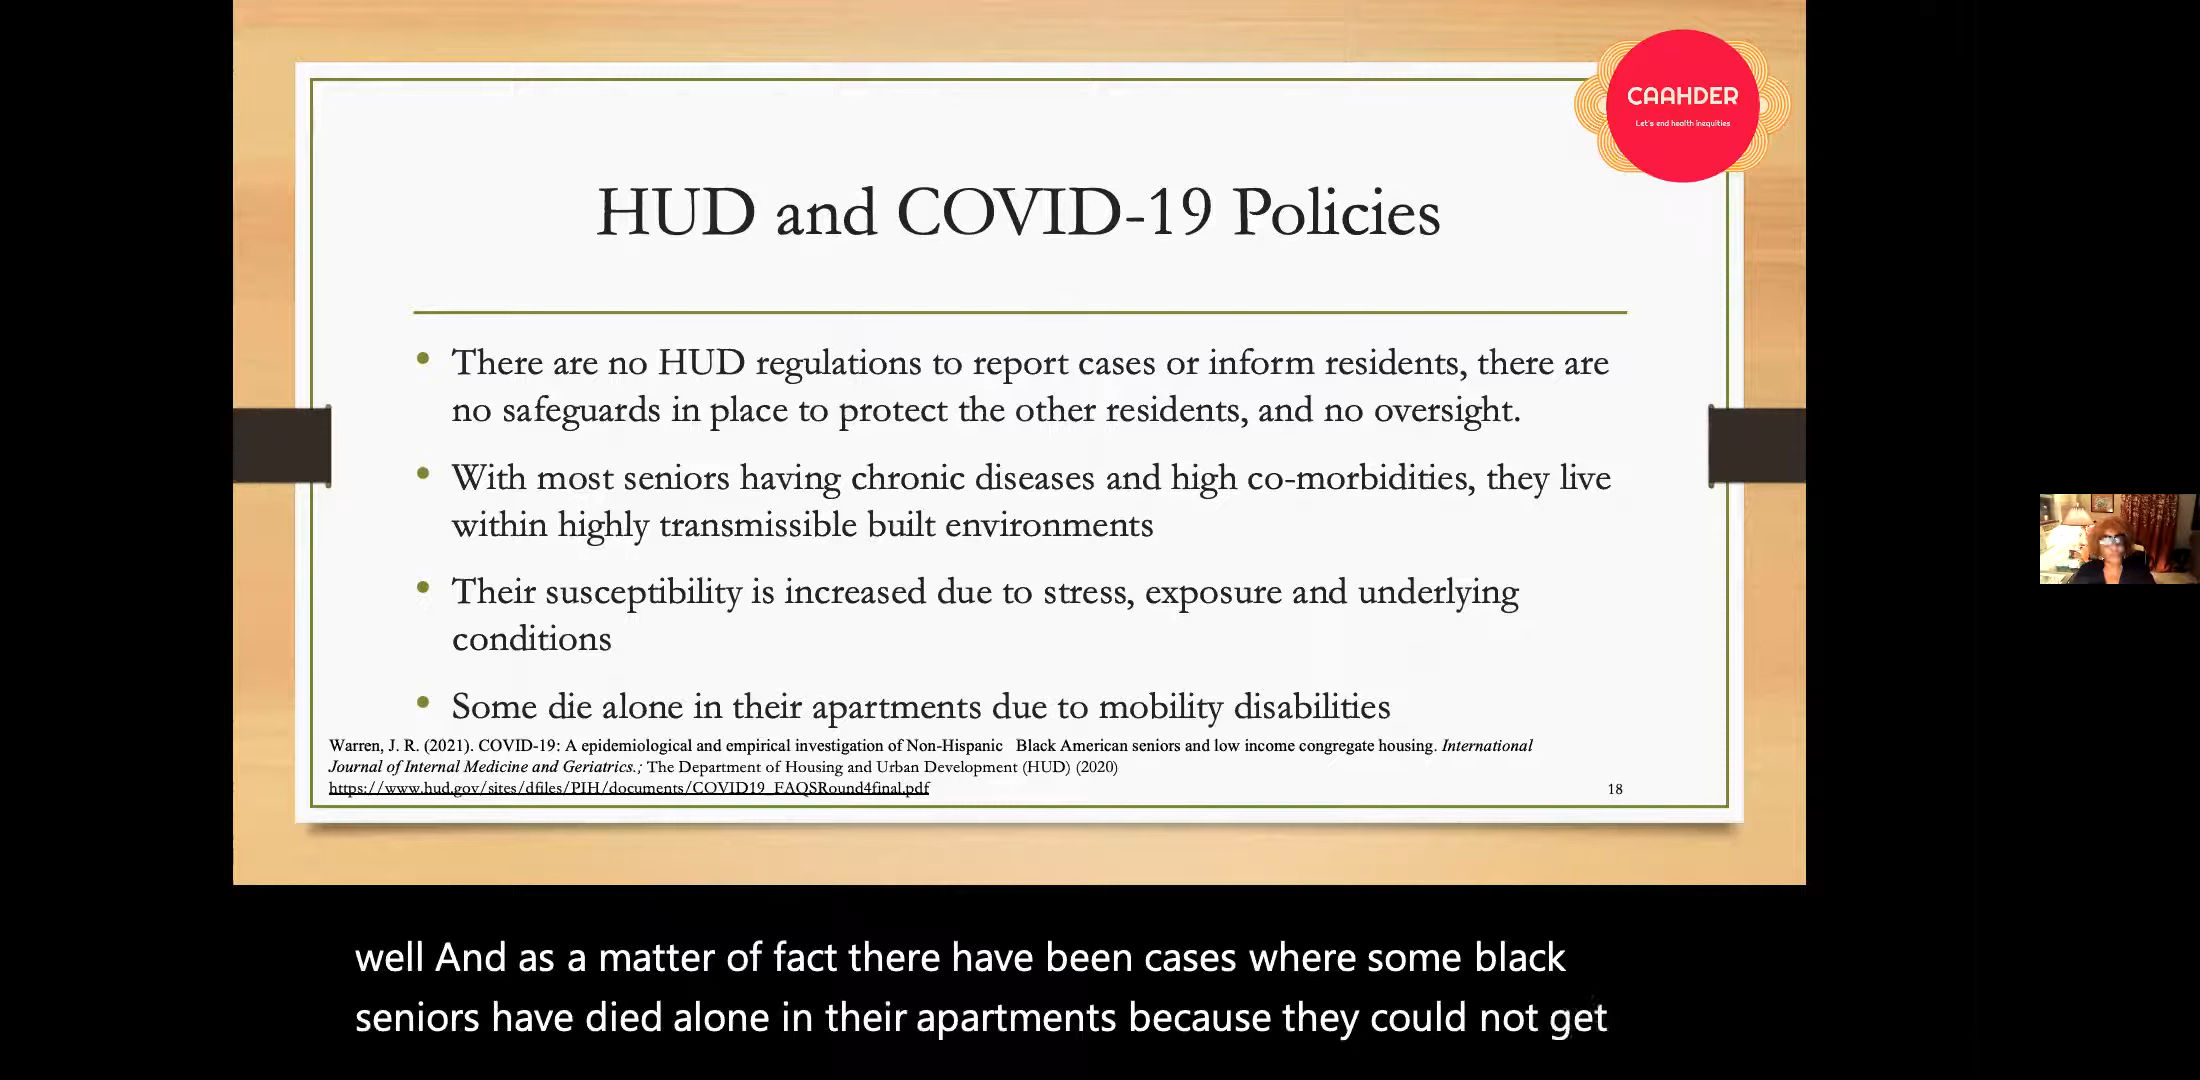 CAAHDER
Let's end health inequities
HUD and COVID-19 Policies
• There are no HUD regulations to report cases or inform residents, there are
no safeguards in place to protect the other residents, and no oversight.
• With most seniors having chronic diseases and high co-morbidities, they live
within highly transmissible built environments
• Their susceptibility is increased due to stress, exposure and underlying
conditions
• Some die alone in their apartments due to mobility disabilities
Warren, J. R. (2021). COVID-19: A epidemiological and empirical investigation of Non-Hispanic Black American seniors and low income congregate housing. International
Journal of Internal Medicine and Geriatrics.; The Department of Housing and Urban Development (HUD) (2020)
https://www.hud.gov/sites/dfiles/PIH/documents/COVID19_FAQSRound4final.pdf
18
well And as a matter of fact there have been cases where some black
seniors have died alone in their apartments because they could not get